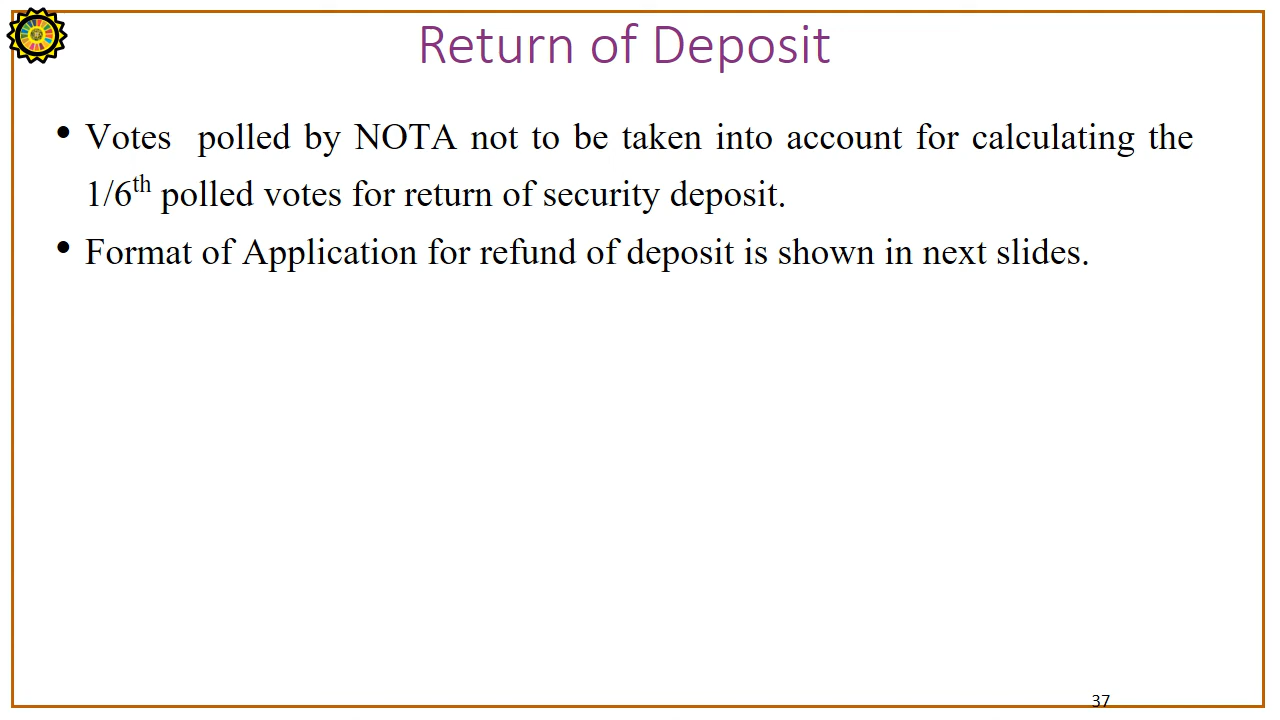 Return of Deposit
• Votes polled by NOTA not to be taken into account for calculating the
1/6th polled votes for return of security deposit.
• Format of Application for refund of deposit is shown in next slides.
37